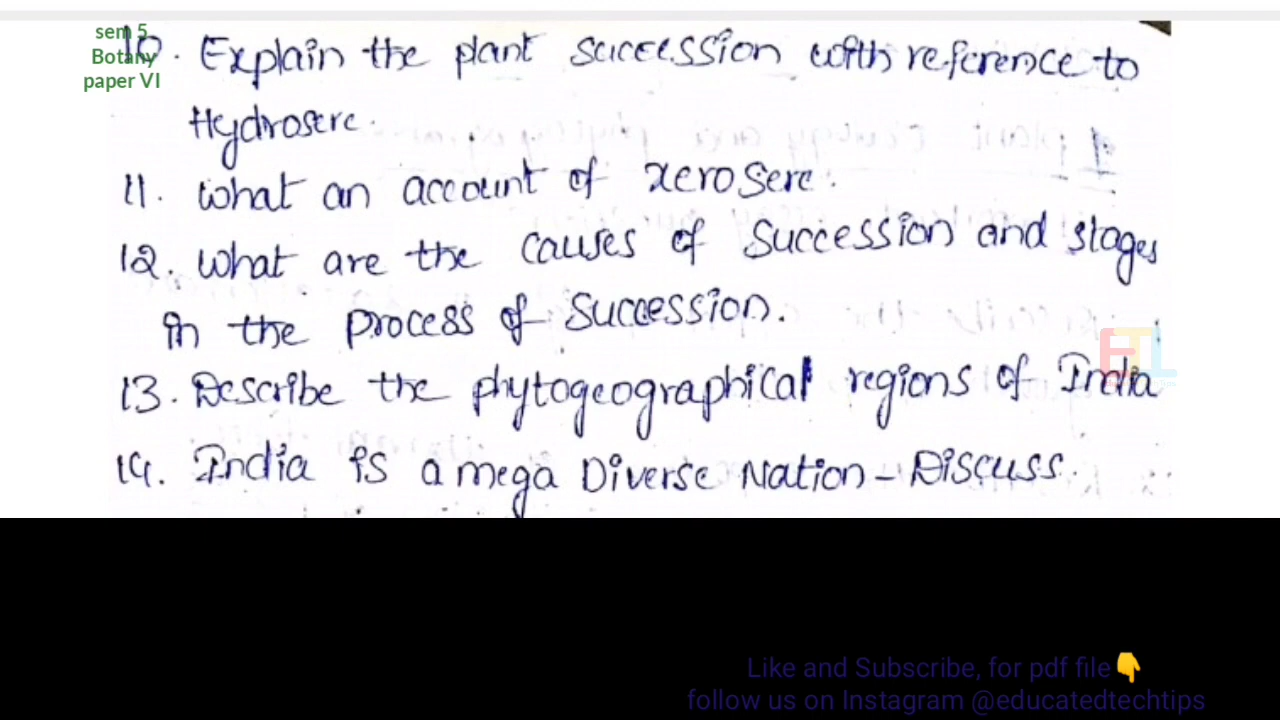 sem 5
Botany
paper VI
10. Explain the plant succession with reference to
Hydrosere.
11. What an account of xerosere.
12. What are the causes of Succession and stages
in the process of Succession.
13. Describe the phytogeographical regions of India
14. India is a mega Diverse Nation - Discuss.
ETL
Like and Subscribe, for pdf file👇
follow us on Instagram @educatedtechtips